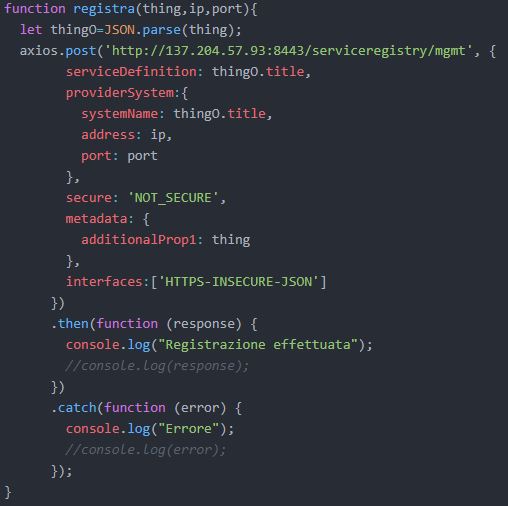 function registra(thing,ip,port){
  let thingO=JSON.parse(thing);
  axios.post('http://137.204.57.93:8443/serviceregistry/mgmt', {
        serviceDefinition: thingO.title,
        providerSystem:{
          systemName: thingO.title,
          address: ip,
          port: port
        },
        secure: 'NOT_SECURE',
        metadata: {
          additionalProp1: thing
        },
        interfaces:['HTTPS-INSECURE-JSON']
      })
      .then(function (response) {
        console.log("Registrazione effettuata");
        //console.log(response);
      })
      .catch(function (error) {
        console.log("Errore");
        //console.log(error);
      });
}